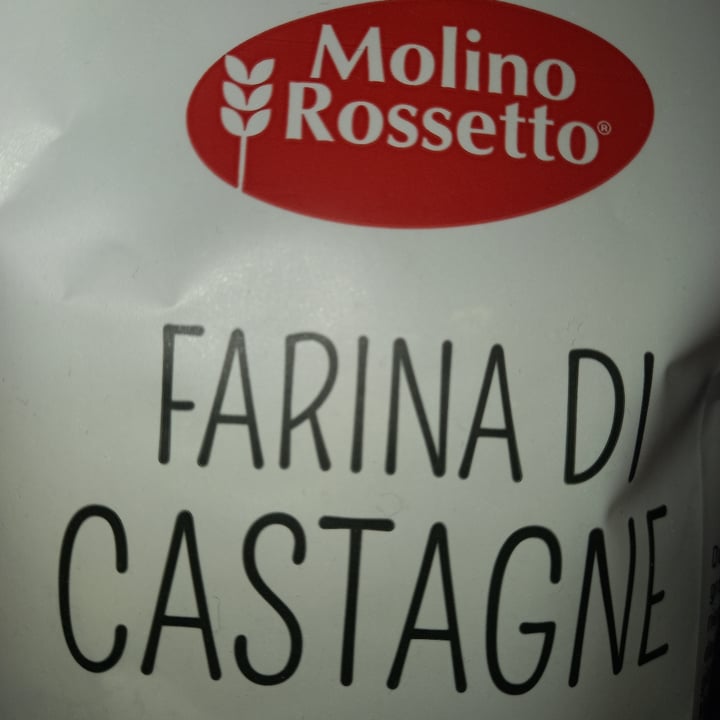 Molino
Rossetto®
FARINA DI
CASTAGNE